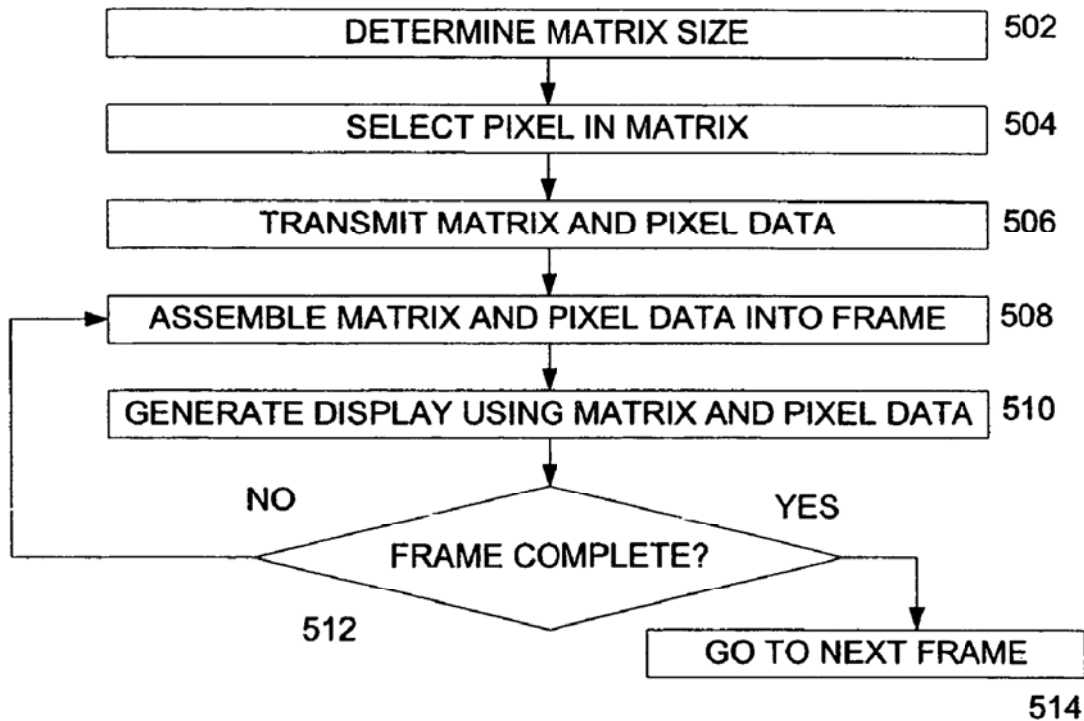 DETERMINE MATRIX SIZE 502
SELECT PIXEL IN MATRIX 504
TRANSMIT MATRIX AND PIXEL DATA 506
ASSEMBLE MATRIX AND PIXEL DATA INTO FRAME 508
GENERATE DISPLAY USING MATRIX AND PIXEL DATA 510
NO YES
FRAME COMPLETE?
512
GO TO NEXT FRAME
514